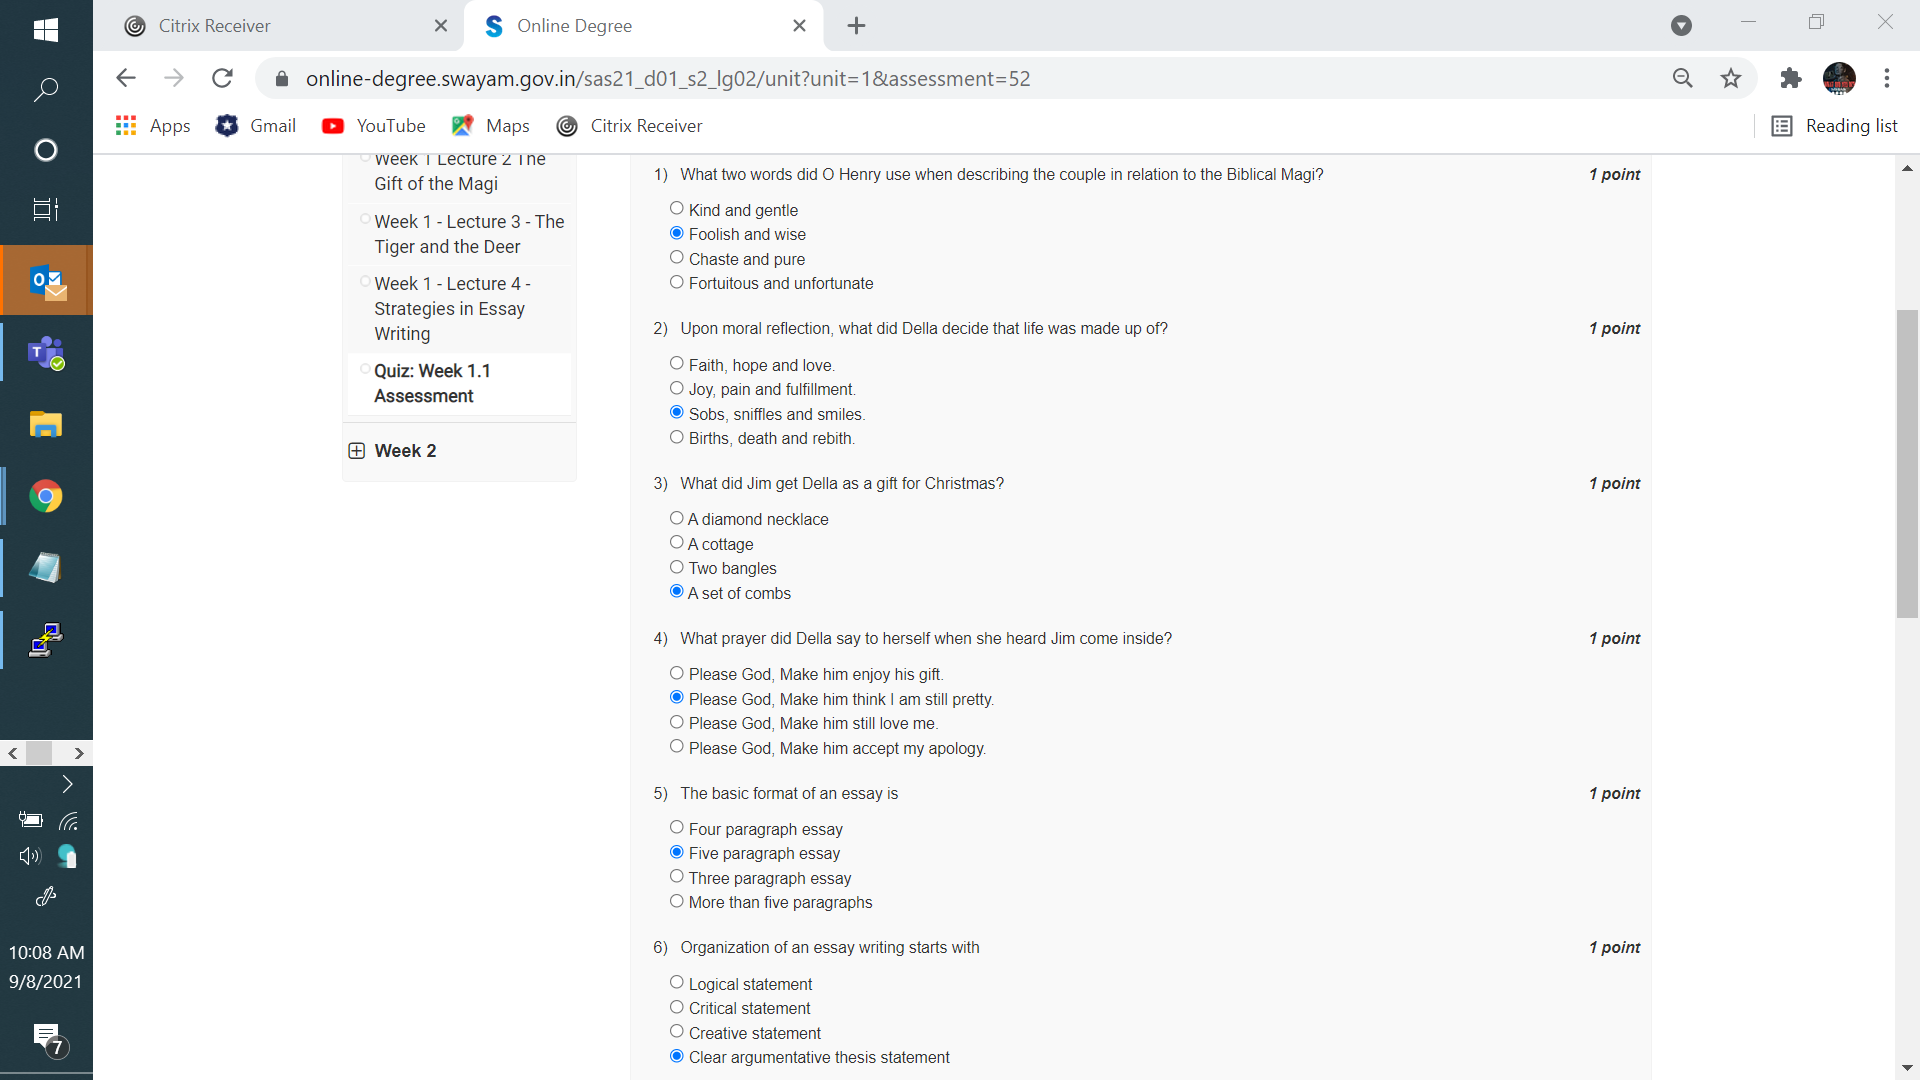 Citrix Receiver
Online Degree
online-degree.swayam.gov.in/sas21_d01_s2_lg02/unit?unit=1&assessment=52
Apps
Gmail
YouTube
Maps
Citrix Receiver
Reading list
Week 1 Lecture 2 The
Gift of the Magi
Week 1 - Lecture 3 - The
Tiger and the Deer
Week 1 - Lecture 4 -
Strategies in Essay
Writing
Quiz: Week 1.1
Assessment
Week 2
1) What two words did O Henry use when describing the couple in relation to the Biblical Magi? 1 point
Kind and gentle
Foolish and wise
Chaste and pure
Fortuitous and unfortunate
2) Upon moral reflection, what did Della decide that life was made up of? 1 point
Faith, hope and love.
Joy, pain and fulfillment.
Sobs, sniffles and smiles.
Births, death and rebith.
3) What did Jim get Della as a gift for Christmas? 1 point
A diamond necklace
A cottage
Two bangles
A set of combs
4) What prayer did Della say to herself when she heard Jim come inside? 1 point
Please God, Make him enjoy his gift.
Please God, Make him think I am still pretty.
Please God, Make him still love me.
Please God, Make him accept my apology.
5) The basic format of an essay is 1 point
Four paragraph essay
Five paragraph essay
Three paragraph essay
More than five paragraphs
6) Organization of an essay writing starts with 1 point
Logical statement
Critical statement
Creative statement
Clear argumentative thesis statement
10:08 AM
9/8/2021
7